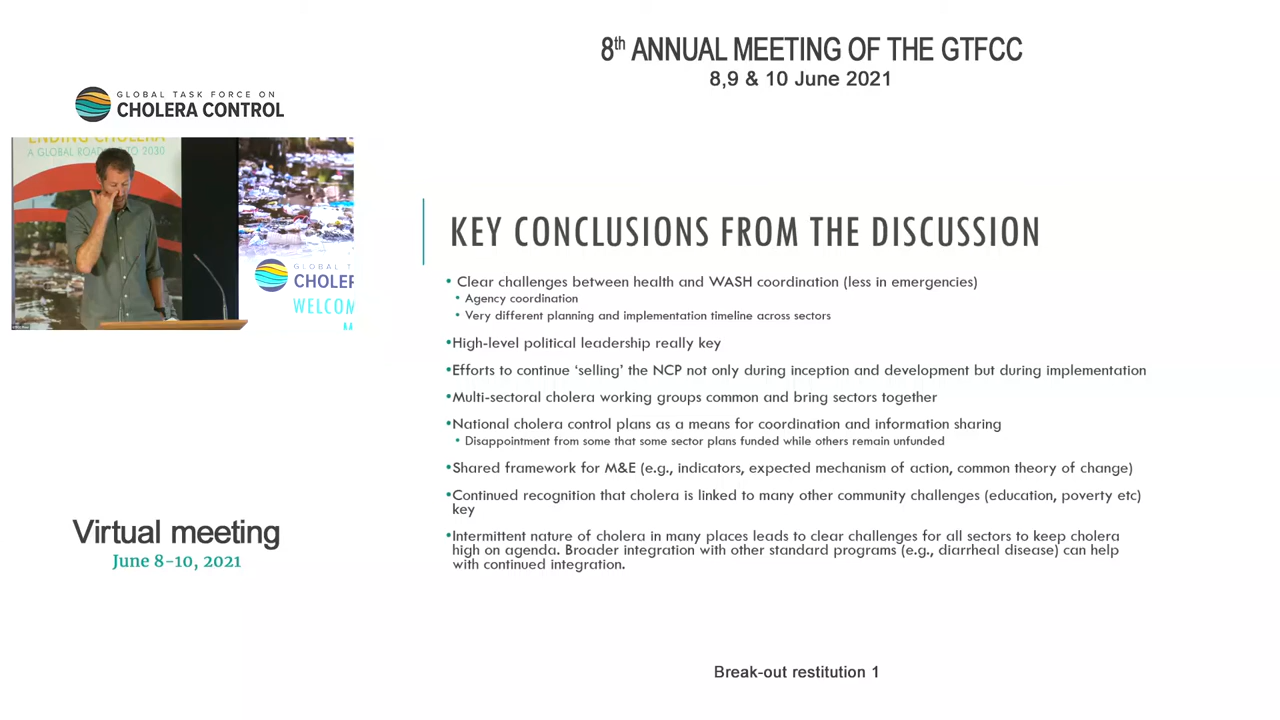 8th ANNUAL MEETING OF THE GTFCC
8,9 & 10 June 2021
GLOBAL TASK FORCE ON
CHOLERA CONTROL
ENDING CHOLERA
A GLOBAL ROADMAP TO 2030
GLOBAL T
CHOLER
WELCOM
M
KEY CONCLUSIONS FROM THE DISCUSSION
• Clear challenges between health and WASH coordination (less in emergencies)
• Agency coordination
• Very different planning and implementation timeline across sectors
•High-level political leadership really key
•Efforts to continue ‘selling’ the NCP not only during inception and development but during implementation
•Multi-sectoral cholera working groups common and bring sectors together
•National cholera control plans as a means for coordination and information sharing
• Disappointment from some that some sector plans funded while others remain unfunded
•Shared framework for M&E (e.g., indicators, expected mechanism of action, common theory of change)
•Continued recognition that cholera is linked to many other community challenges (education, poverty etc)
key
•Intermittent nature of cholera in many places leads to clear challenges for all sectors to keep cholera
high on agenda. Broader integration with other standard programs (e.g., diarrheal disease) can help
with continued integration.
Virtual meeting
June 8-10, 2021
Break-out restitution 1